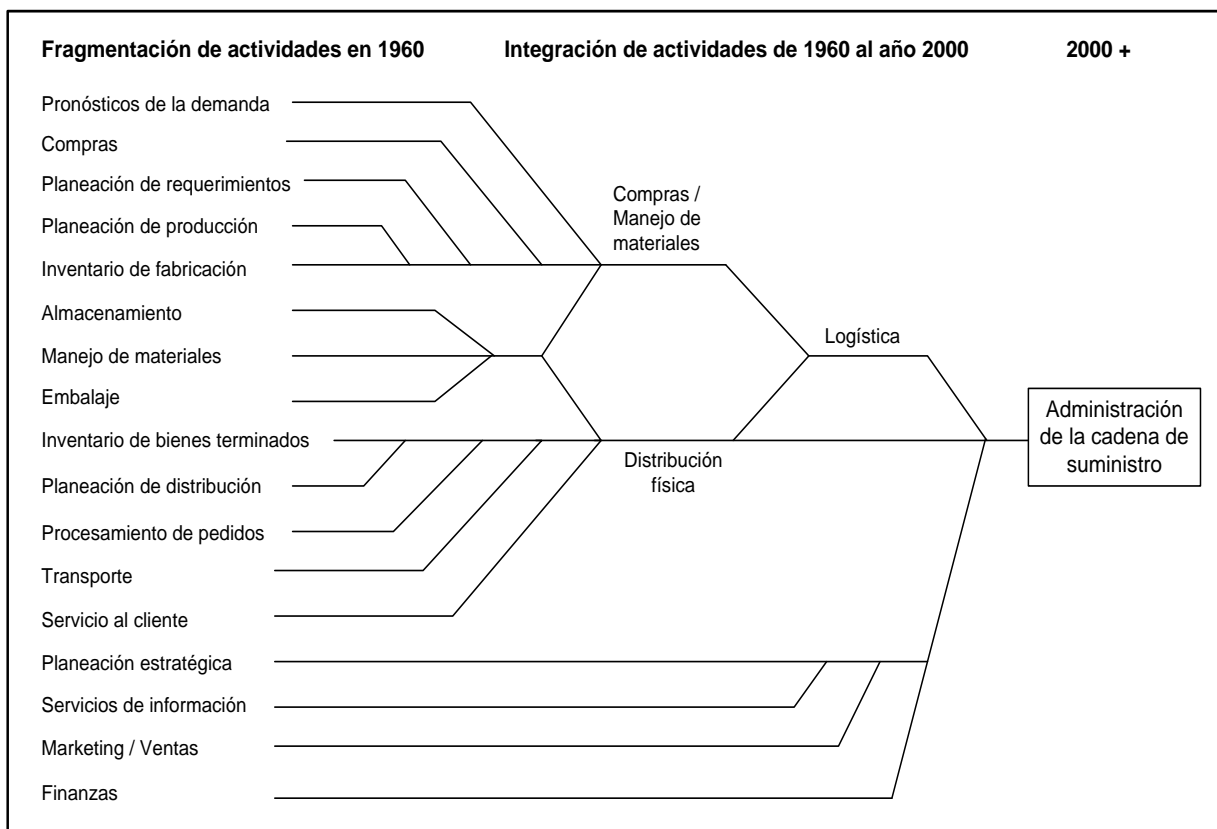 Fragmentación de actividades en 1960
Integración de actividades de 1960 al año 2000
2000 +
Pronósticos de la demanda
Compras
Planeación de requerimientos
Planeación de producción
Inventario de fabricación
Almacenamiento
Manejo de materiales
Embalaje
Inventario de bienes terminados
Planeación de distribución
Procesamiento de pedidos
Transporte
Servicio al cliente
Planeación estratégica
Servicios de información
Marketing / Ventas
Finanzas
Compras /
Manejo de
materiales
Distribución
física
Logística
Administración
de la cadena de
suministro